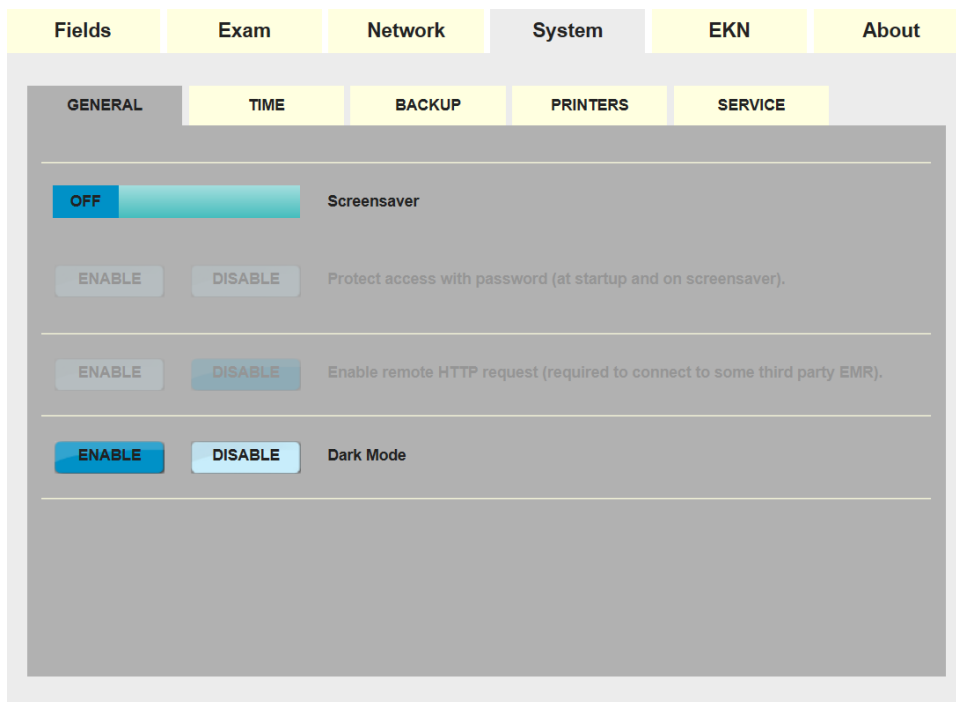 Fields Exam Network System EKN About
GENERAL TIME BACKUP PRINTERS SERVICE
OFF Screensaver
ENABLE DISABLE Protect access with password (at startup and on screensaver).
ENABLE DISABLE Enable remote HTTP request (required to connect to some third party EMR).
ENABLE DISABLE Dark Mode